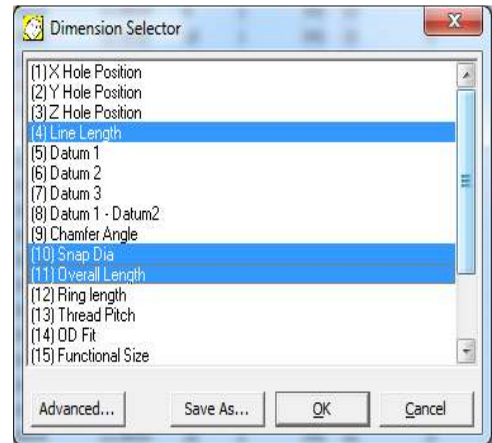 Dimension Selector
(1) X Hole Position
(2) Y Hole Position
(3) Z Hole Position
(4) Line Length
(5) Datum 1
(6) Datum 2
(7) Datum 3
(8) Datum 1 - Datum2
(9) Chamfer Angle
(10) Snap Dia
(11) Overall Length
(12) Ring length
(13) Thread Pitch
(14) OD Fit
(15) Functional Size
Advanced... Save As... OK Cancel